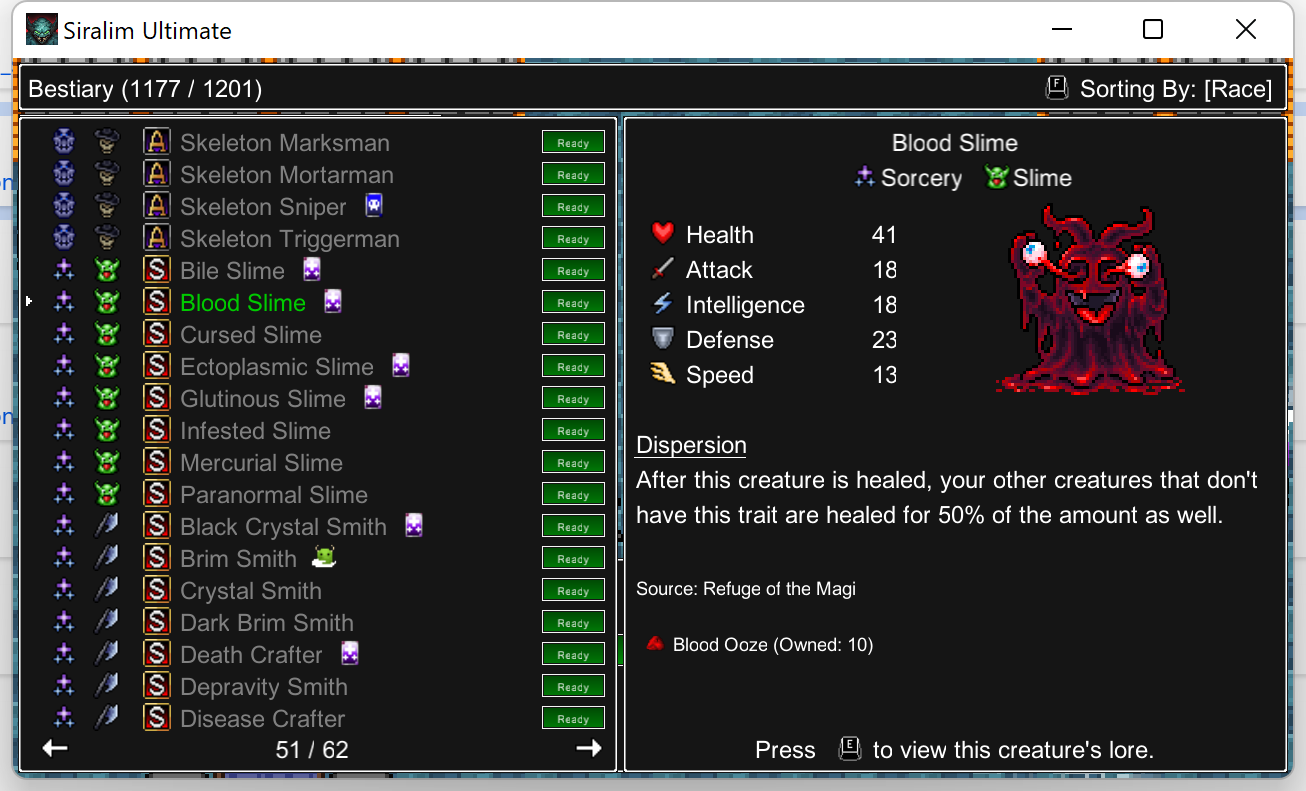 Siralim Ultimate
Bestiary (1177 / 1201)
F Sorting By: [Race]
A Skeleton Marksman Ready
A Skeleton Mortarman Ready
A Skeleton Sniper Ready
A Skeleton Triggerman Ready
S Bile Slime Ready
S Blood Slime Ready
S Cursed Slime Ready
S Ectoplasmic Slime Ready
S Glutinous Slime Ready
S Infested Slime Ready
S Mercurial Slime Ready
S Paranormal Slime Ready
S Black Crystal Smith Ready
S Brim Smith Ready
S Crystal Smith Ready
S Dark Brim Smith Ready
S Death Crafter Ready
S Depravity Smith Ready
S Disease Crafter Ready
51 / 62
Blood Slime
Sorcery Slime
Health 41
Attack 18
Intelligence 18
Defense 23
Speed 13
Dispersion
After this creature is healed, your other creatures that don't
have this trait are healed for 50% of the amount as well.
Source: Refuge of the Magi
Blood Ooze (Owned: 10)
Press E to view this creature's lore.